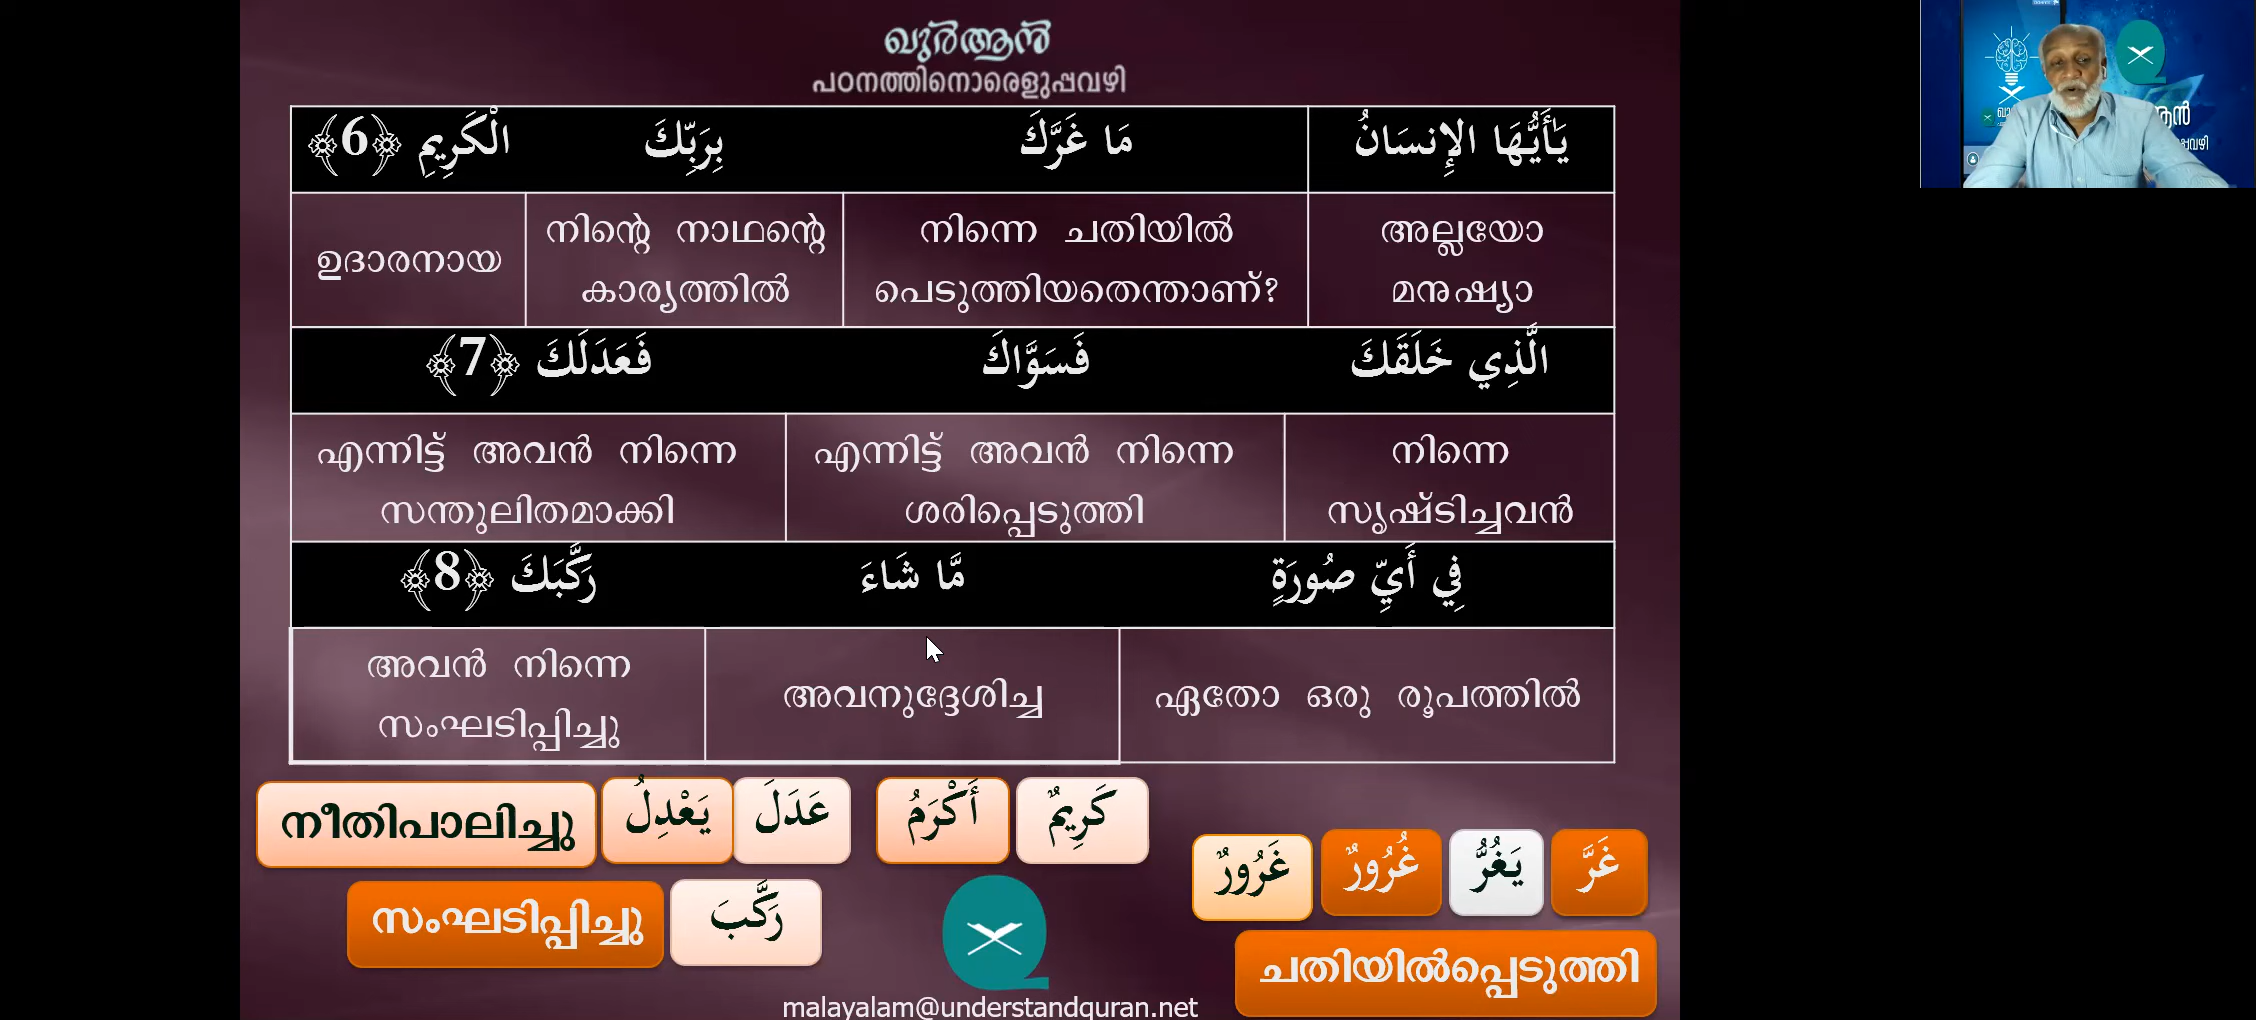 ഖുർആൻ
പഠനത്തിനൊരെളുപ്പവഴി
يَٰأَيُّهَا الإِنسَانُ مَا غَرَّكَ بِرَبِّكَ الْكَرِيمِ ﴿6﴾
അല്ലയോ മനുഷ്യാ
നിന്നെ ചതിയിൽ പെടുത്തിയതെന്താണ്?
നിന്റെ നാഥന്റെ കാര്യത്തിൽ
ഉദാരനായ
الَّذِي خَلَقَكَ فَسَوَّاكَ فَعَدَلَكَ ﴿7﴾
നിന്നെ സൃഷ്ടിച്ചവൻ
എന്നിട്ട് അവൻ നിന്നെ ശരിപ്പെടുത്തി
എന്നിട്ട് അവൻ നിന്നെ സന്തുലിതമാക്കി
فِي أَيِّ صُورَةٍ مَّا شَاءَ رَكَّبَكَ ﴿8﴾
ഏതോ ഒരു രൂപത്തിൽ
അവനുദ്ദേശിച്ച
അവൻ നിന്നെ സംഘടിപ്പിച്ചു
كَرِيمٌ أَكْرَمُ
عَدَلَ يَعْدِلُ
നീതിപാലിച്ചു
غَرَّ يَغُرُّ غُرُورٌ غَرُورٌ
ചതിയിൽപ്പെടുത്തി
رَكَّبَ
സംഘടിപ്പിച്ചു
malayalam@understandquran.net